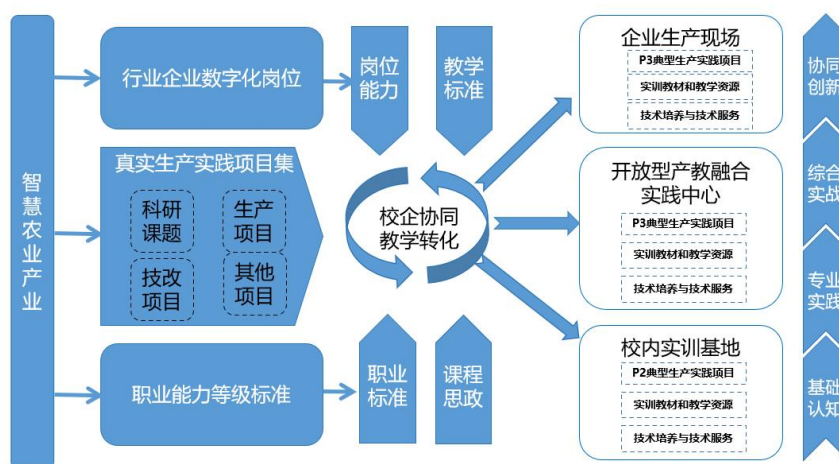 智慧农业产业
行业企业数字化岗位
真实生产实践项目集
科研
课题
生产
项目
技改
项目
其他
项目
职业能力等级标准
岗位
能力
教学
标准
校企协同
教学转化
职业
标准
课程
思政
企业生产现场
P3典型生产实践项目
实训教材和教学资源
技术培养与技术服务
开放型产教融合
实践中心
P3典型生产实践项目
实训教材和教学资源
技术培养与技术服务
校内实训基地
P2典型生产实践项目
实训教材和教学资源
技术培养与技术服务
协同
创新
综合
实战
专业
实践
基础
认知